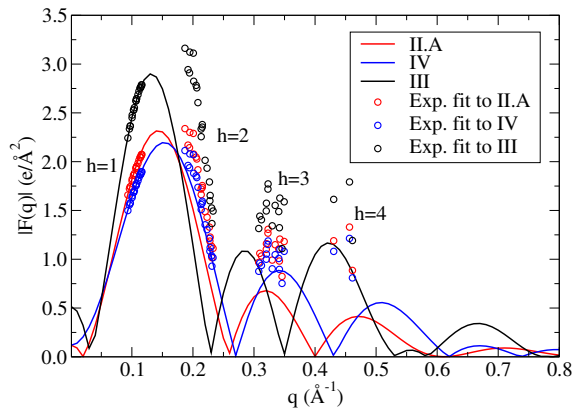 |F(q)| (e/Å²)
3.5
3.0
2.5
2.0
1.5
1.0
0.5
0.0
h=1
h=2
h=3
h=4
II.A
IV
III
Exp. fit to II.A
Exp. fit to IV
Exp. fit to III
0.1 0.2 0.3 0.4 0.5 0.6 0.7 0.8
q (Å⁻¹)